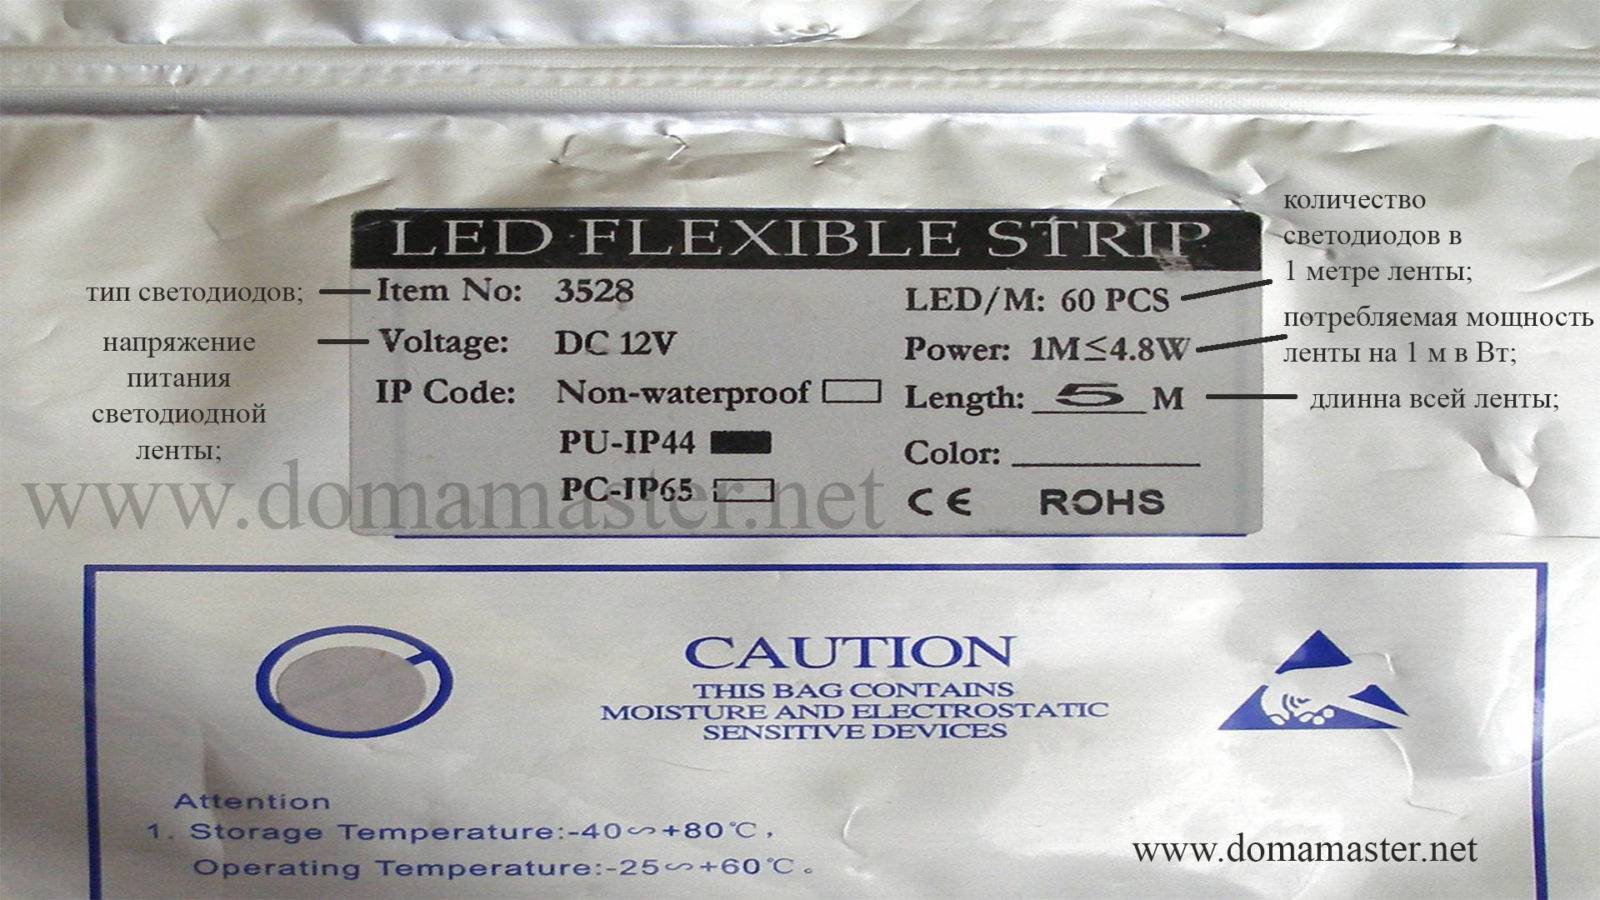 LED FLEXIBLE STRIP
тип светодиодов;
Item No: 3528
напряжение
питания
светодиодной
ленты;
Voltage: DC 12V
IP Code: Non-waterproof
PU-IP44
PC-IP65
количество
светодиодов в
1 метре ленты;
LED/M: 60 PCS
потребляемая мощность
ленты на 1 м в Вт;
Power: 1M≤4.8W
Length: 5 M
длинна всей ленты;
Color:
CE ROHS
www.domamaster.net
CAUTION
THIS BAG CONTAINS
MOISTURE AND ELECTROSTATIC
SENSITIVE DEVICES
Attention
1. Storage Temperature:-40∽+80℃,
Operating Temperature:-25∽+60℃。
www.domamaster.net